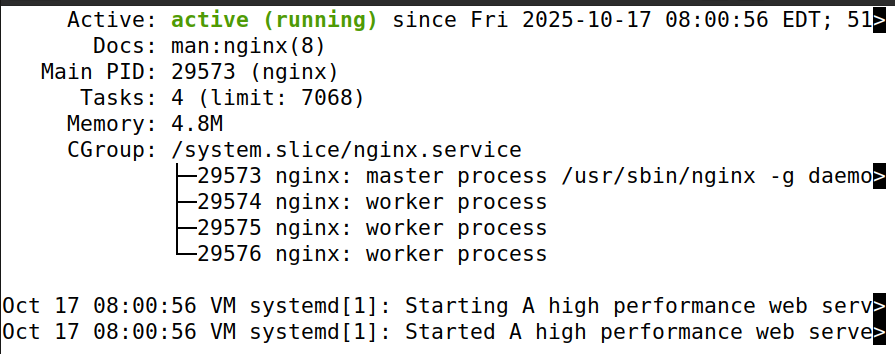 Active: active (running) since Fri 2025-10-17 08:00:56 EDT; 51>
Docs: man:nginx(8)
Main PID: 29573 (nginx)
Tasks: 4 (limit: 7068)
Memory: 4.8M
CGroup: /system.slice/nginx.service
├─29573 nginx: master process /usr/sbin/nginx -g daemo>
├─29574 nginx: worker process
├─29575 nginx: worker process
└─29576 nginx: worker process
Oct 17 08:00:56 VM systemd[1]: Starting A high performance web serv>
Oct 17 08:00:56 VM systemd[1]: Started A high performance web serve>